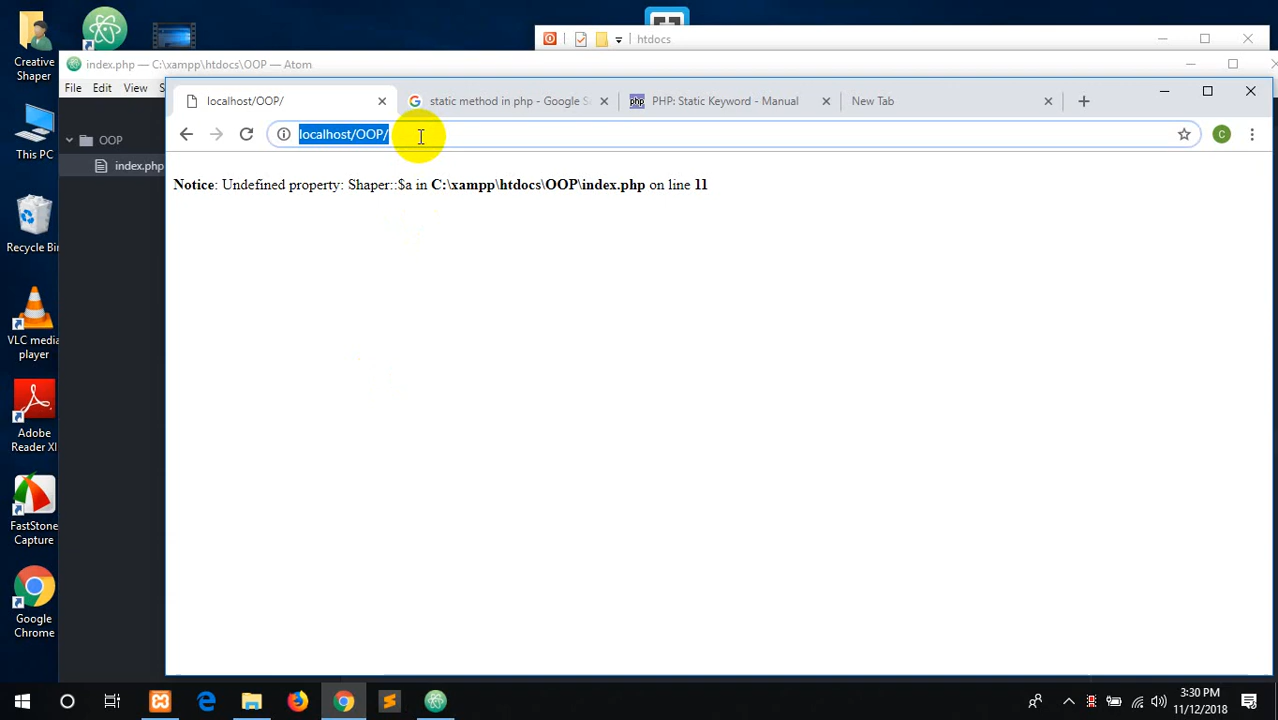 htdocs
index.php — C:\xampp\htdocs\OOP — Atom
File Edit View S
localhost/OOP/
static method in php - Google S
PHP: Static Keyword - Manual
New Tab
localhost/OOP/
C
Notice: Undefined property: Shaper::$a in C:\xampp\htdocs\OOP\index.php on line 11
OOP
index.php
Creative
Shaper
This PC
Recycle Bin
VLC media
player
Adobe
Reader XI
FastStone
Capture
Google
Chrome
3:30 PM
11/12/2018